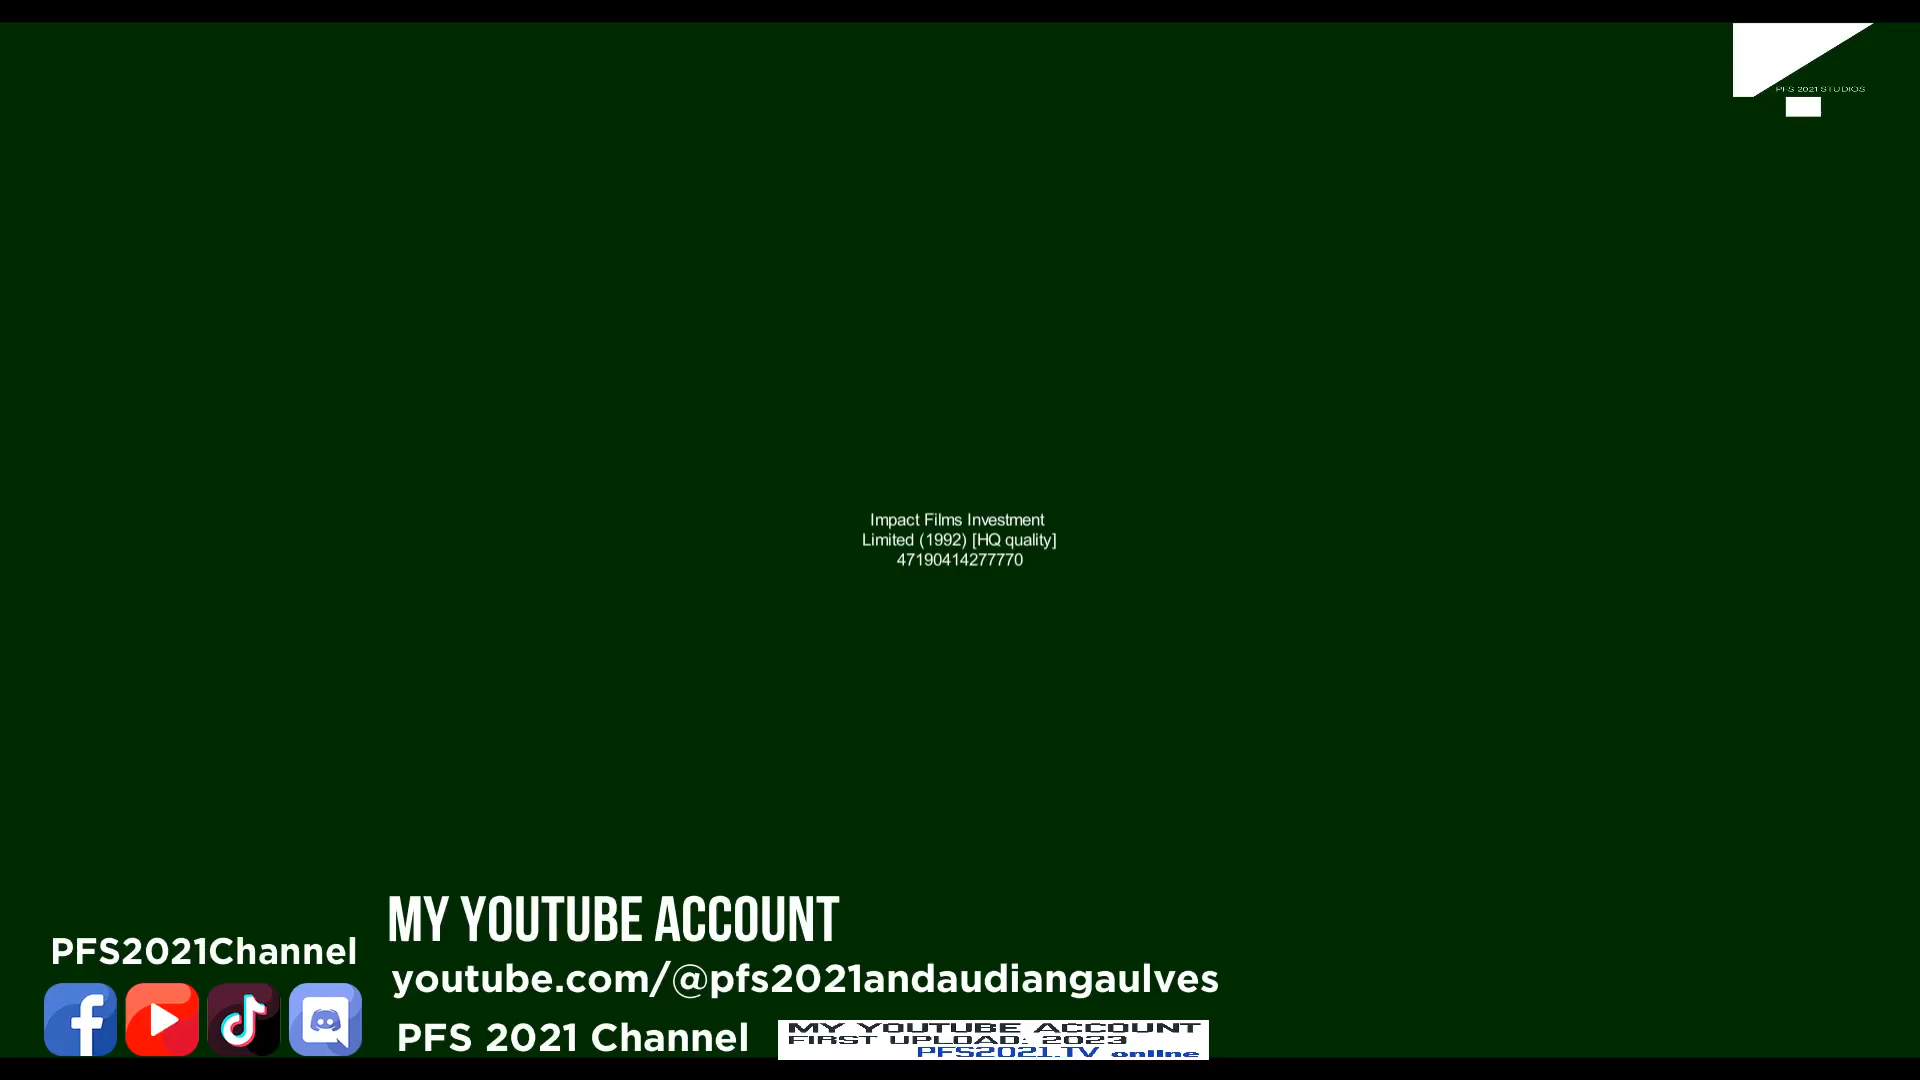 PFS 2021 STUDIOS
Impact Films Investment
Limited (1992) [HQ quality]
47190414277770
MY YOUTUBE ACCOUNT
PFS2021Channel
youtube.com/@pfs2021andaudiangaulves
PFS 2021 Channel
MY YOUTUBE ACCOUNT
FIRST UPLOAD: 2023
PFS2021.TV online